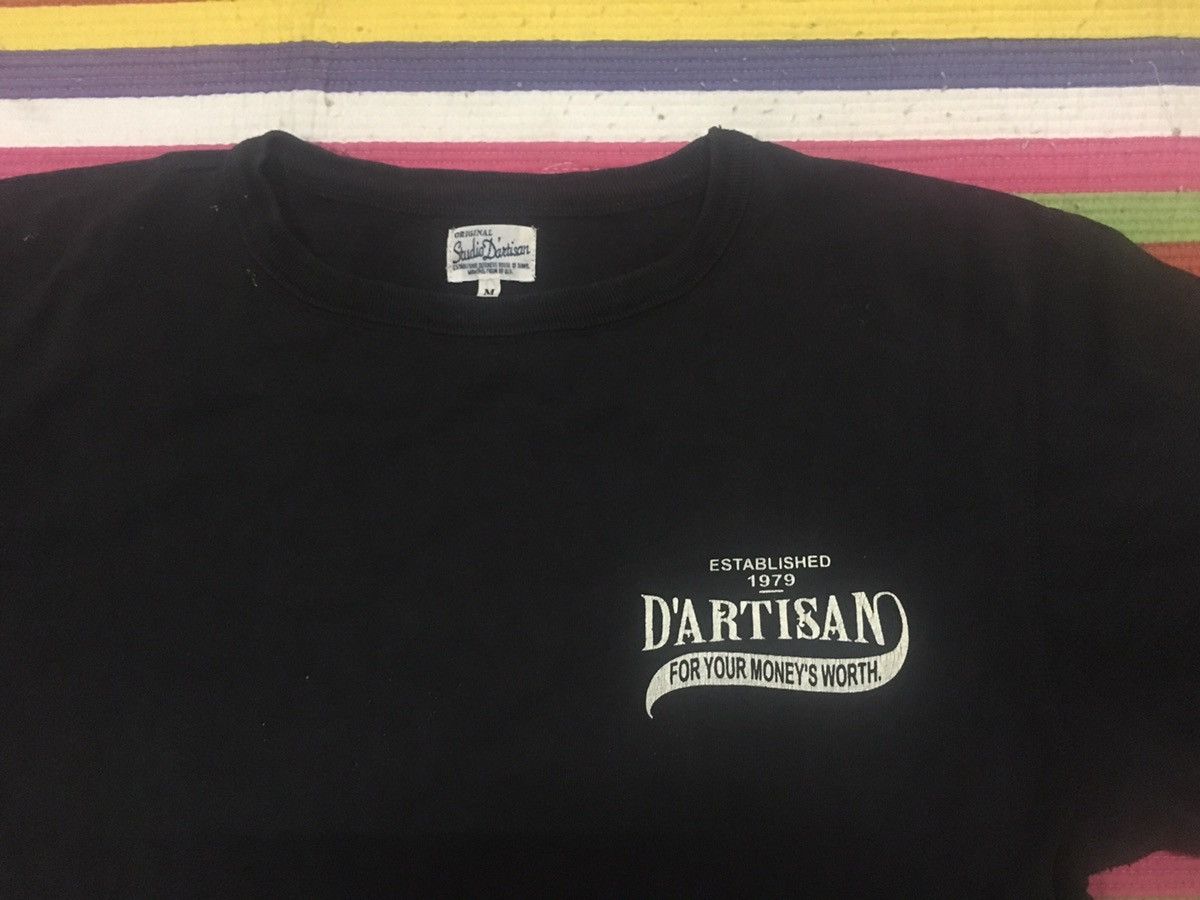 ORIGINAL
Studio D'artisan
M
ESTABLISHED
1979
D'ARTISAN
FOR YOUR MONEY'S WORTH.